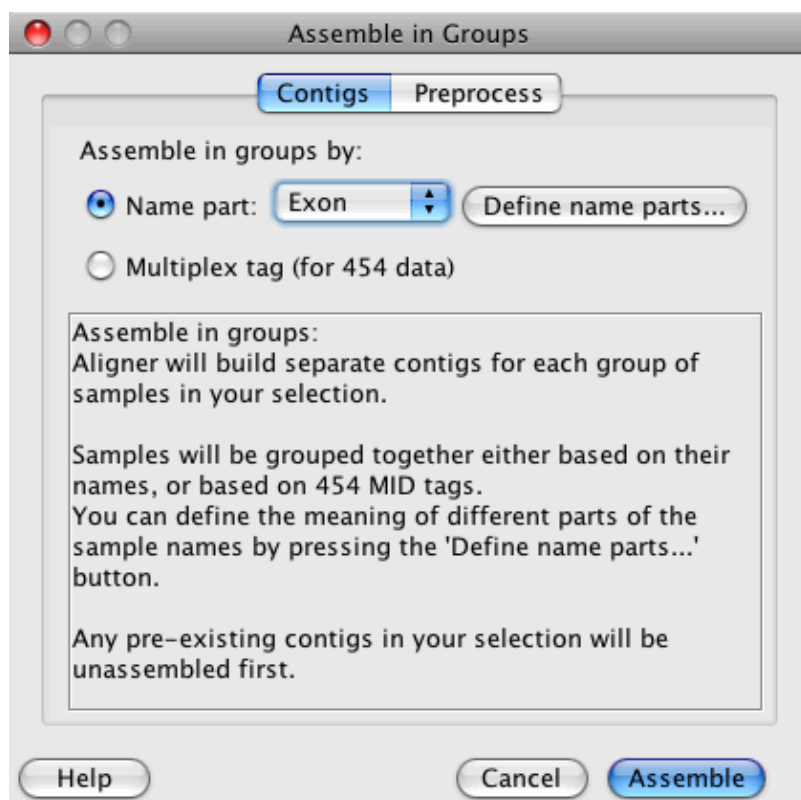 Assemble in Groups
Contigs Preprocess
Assemble in groups by:
Name part: Exon Define name parts...
Multiplex tag (for 454 data)
Assemble in groups:
Aligner will build separate contigs for each group of
samples in your selection.
Samples will be grouped together either based on their
names, or based on 454 MID tags.
You can define the meaning of different parts of the
sample names by pressing the 'Define name parts...'
button.
Any pre-existing contigs in your selection will be
unassembled first.
Help Cancel Assemble